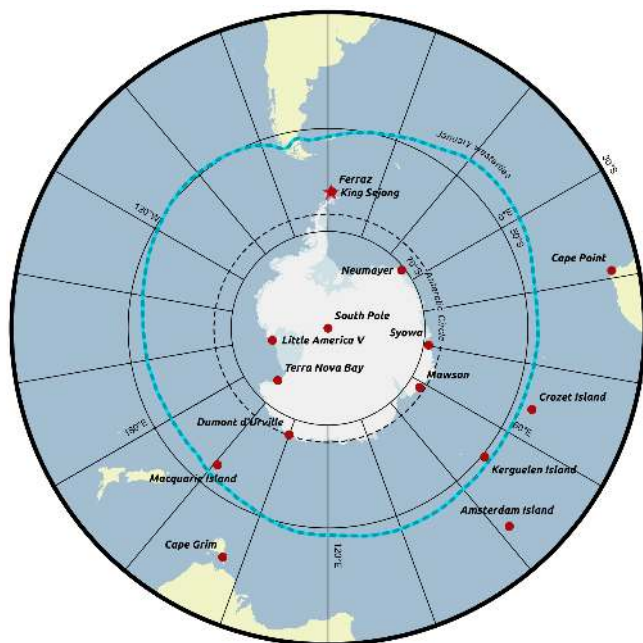 January westerlies
30°S
Ferraz
King Sejong
120°W
50°S
0°
Cape Point
70°S
Neumayer
Antarctic Circle
South Pole
Syowa
Little America V
Terra Nova Bay
Mawson
Crozet Island
Dumont d'Urville
180°E
60°E
Kerguelen Island
Macquarie Island
Amsterdam Island
Cape Grim
120°E